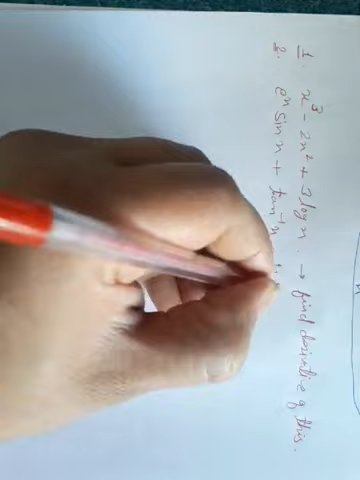 1. x³ - 2x² + 3 log x. → find derivative of this.
2. eˣ sin x + tan⁻¹x